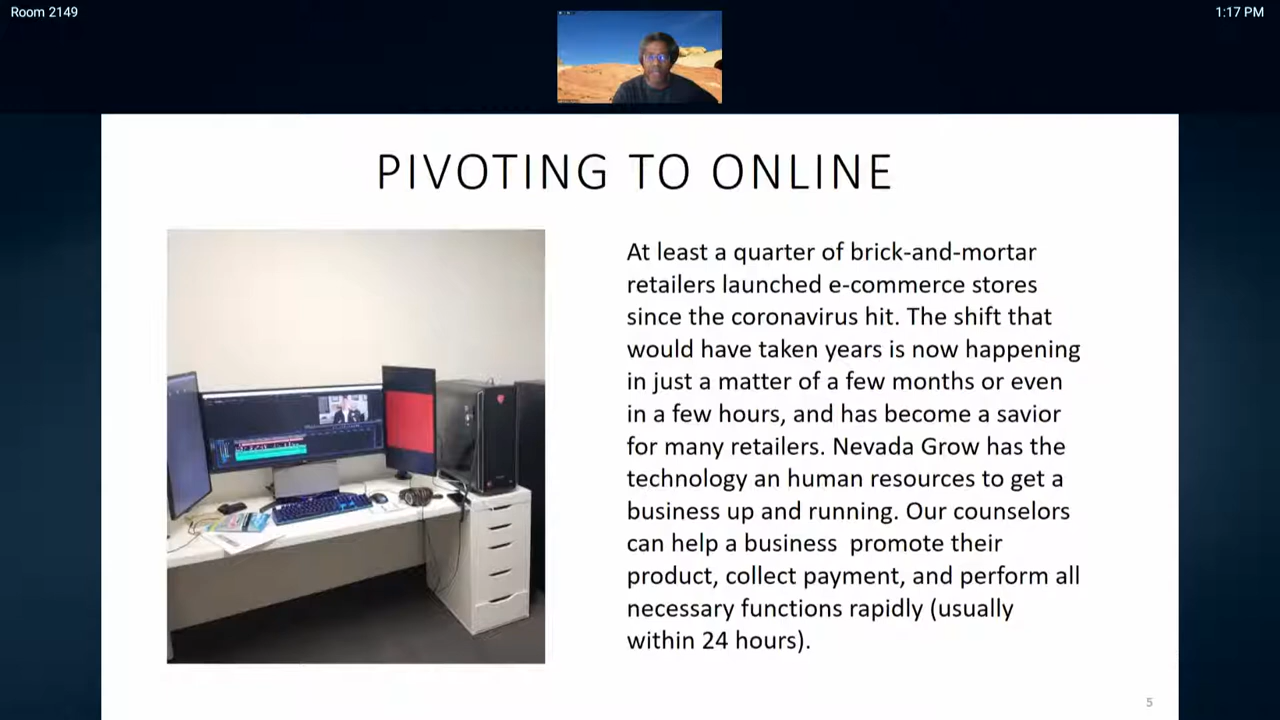 Room 2149
1:17 PM
PIVOTING TO ONLINE
At least a quarter of brick-and-mortar
retailers launched e-commerce stores
since the coronavirus hit. The shift that
would have taken years is now happening
in just a matter of a few months or even
in a few hours, and has become a savior
for many retailers. Nevada Grow has the
technology an human resources to get a
business up and running. Our counselors
can help a business  promote their
product, collect payment, and perform all
necessary functions rapidly (usually
within 24 hours).
5